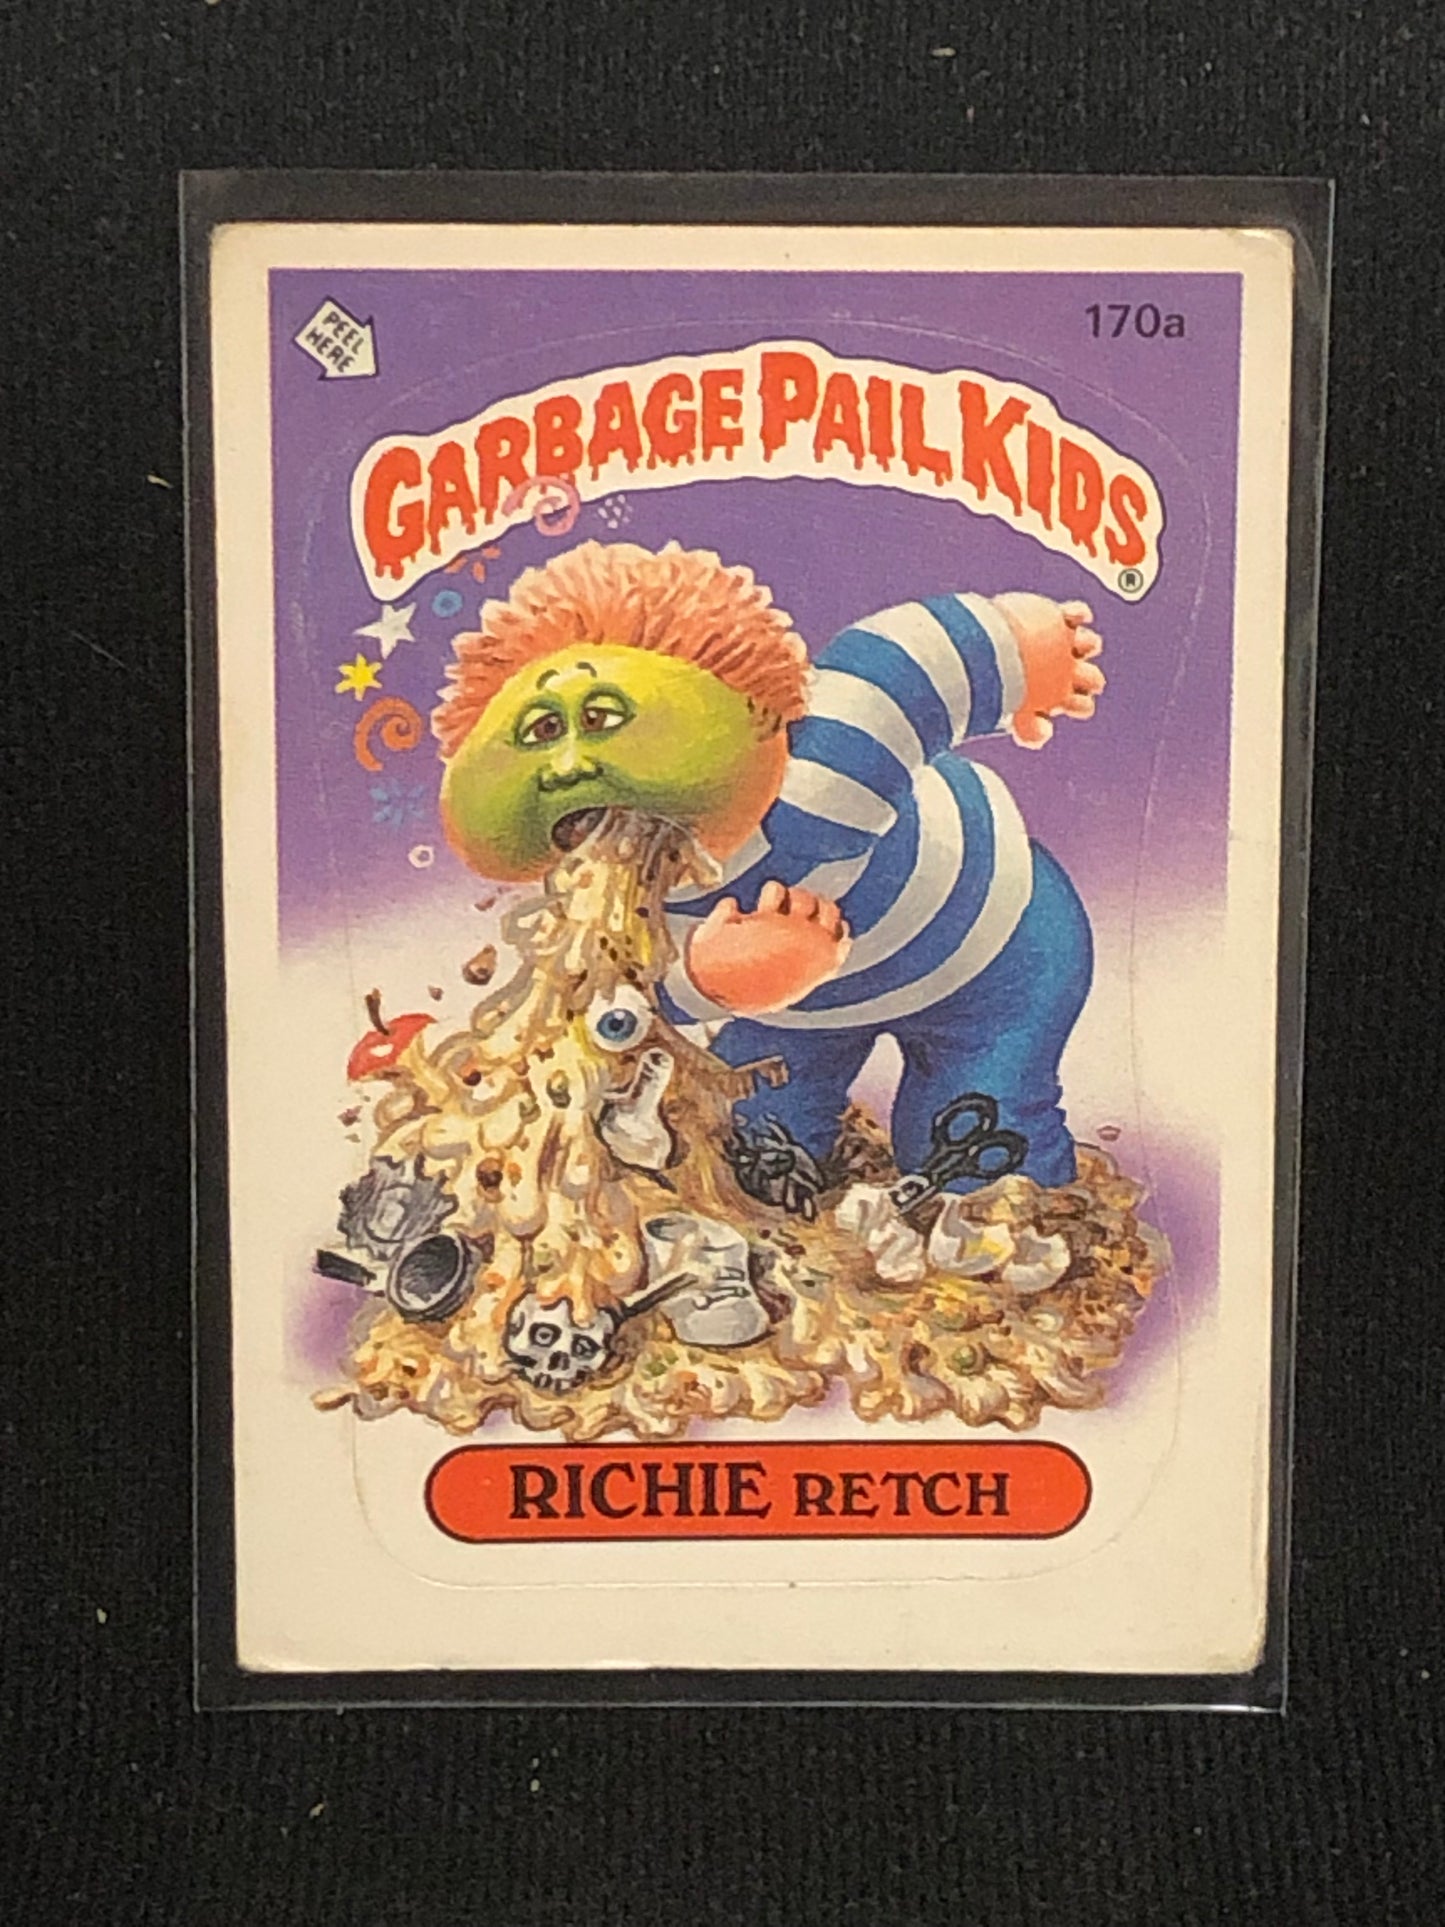 PEEL
HERE
170a
GARBAGE PAIL KIDS
®
RICHIE RETCH